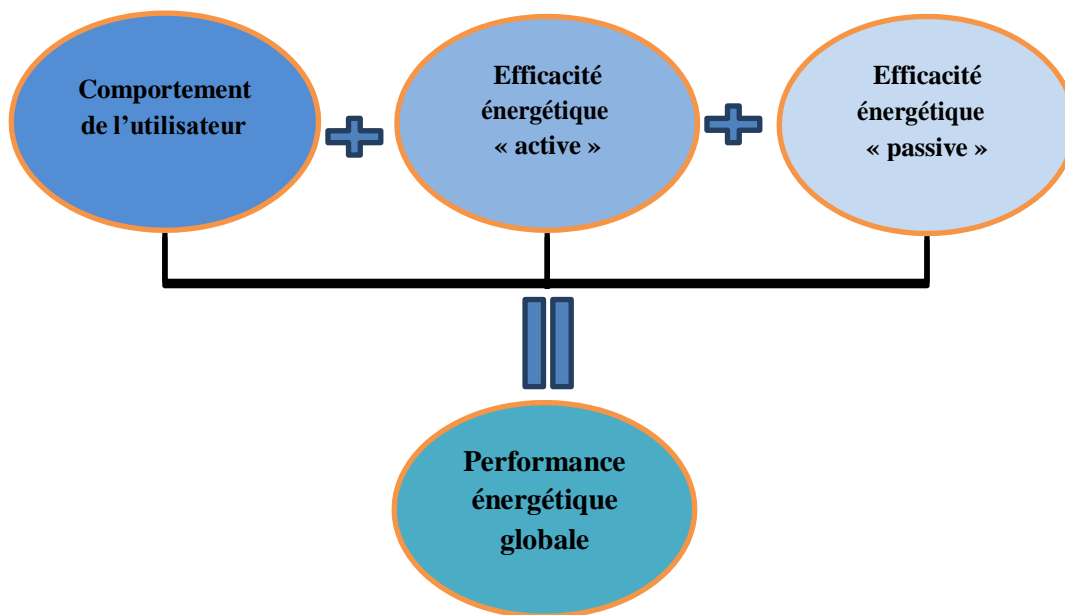 Comportement
de l’utilisateur
Efficacité
énergétique
« active »
Efficacité
énergétique
« passive »
Performance
énergétique
globale